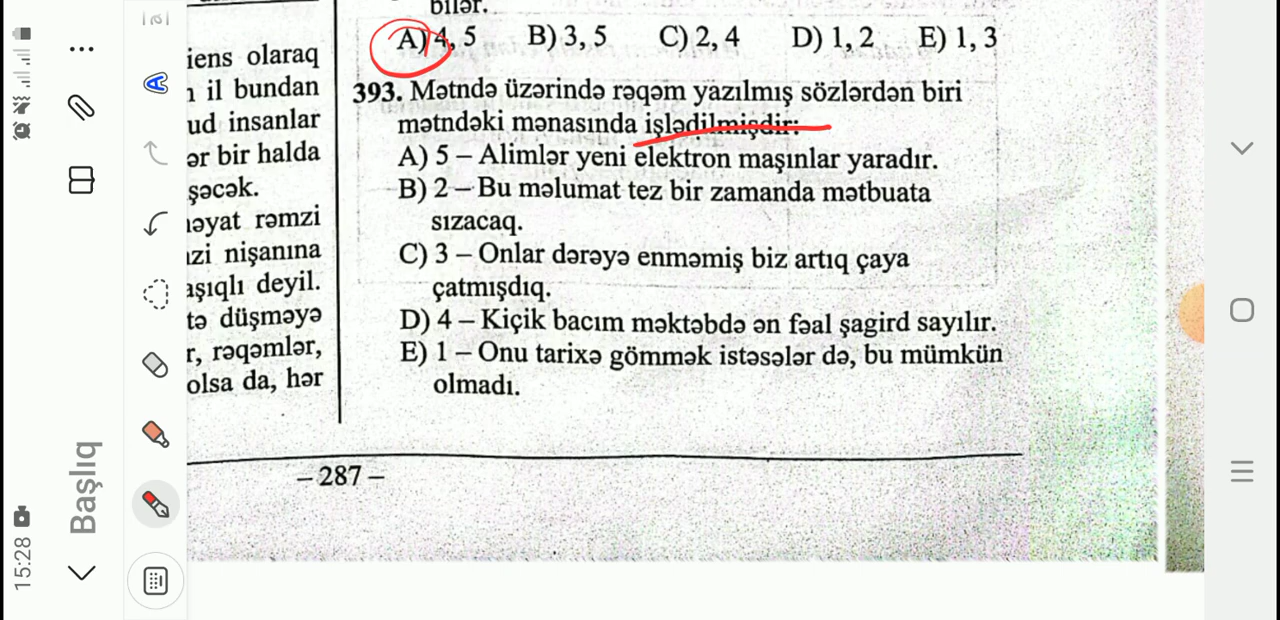 iens olaraq
il bundan
ud insanlar
ər bir halda
şəcək.
əyat rəmzi
zi nişanına
aşıqlı deyil.
tə düşməyə
r, rəqəmlər,
olsa da, hər
bilər.
A) 4, 5 B) 3, 5 C) 2, 4 D) 1, 2 E) 1, 3
393. Mətndə üzərində rəqəm yazılmış sözlərdən biri
mətndəki mənasında işlədilmişdir:
A) 5 – Alimlər yeni elektron maşınlar yaradır.
B) 2 – Bu məlumat tez bir zamanda mətbuata
sızacaq.
C) 3 – Onlar dərəyə enməmiş biz artıq çaya
çatmışdıq.
D) 4 – Kiçik bacım məktəbdə ən fəal şagird sayılır.
E) 1 – Onu tarixə gömmək istəsələr də, bu mümkün
olmadı.
– 287 –
Başlıq
15:28